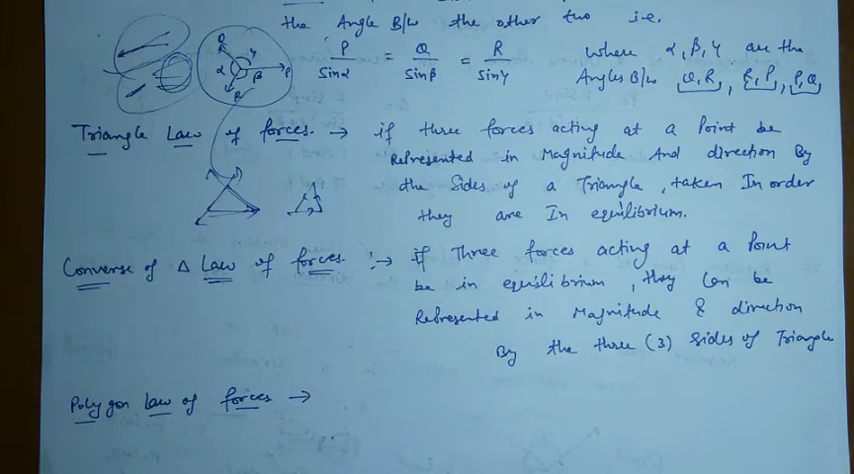 the Angle B/w the other two i.e.
Q
γ
α β P
R
P/Sinα = Q/Sinβ = R/Sinγ
where α, β, γ are the
Angles B/w Q,R, R,P, P,Q
Triangle Law of forces. → if three forces acting at a Point be
Represented in Magnitude And direction By
the Sides of a Triangle, taken In order
they are In equilibrium.
Converse of Δ Law of forces :→ if Three forces acting at a Point
be in equilibrium, they Can be
Represented in Magnitude & direction
By the three (3) Sides of Triangle
Polygon Law of forces →